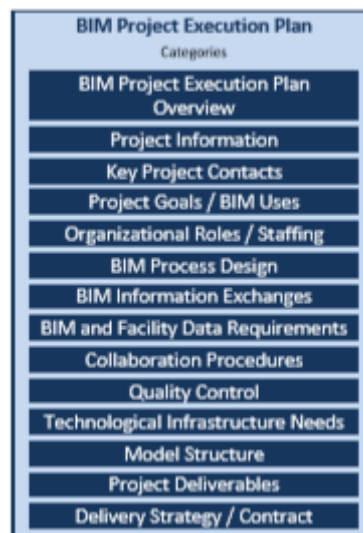 BIM Project Execution Plan
Categories
BIM Project Execution Plan
Overview
Project Information
Key Project Contacts
Project Goals / BIM Uses
Organizational Roles / Staffing
BIM Process Design
BIM Information Exchanges
BIM and Facility Data Requirements
Collaboration Procedures
Quality Control
Technological Infrastructure Needs
Model Structure
Project Deliverables
Delivery Strategy / Contract